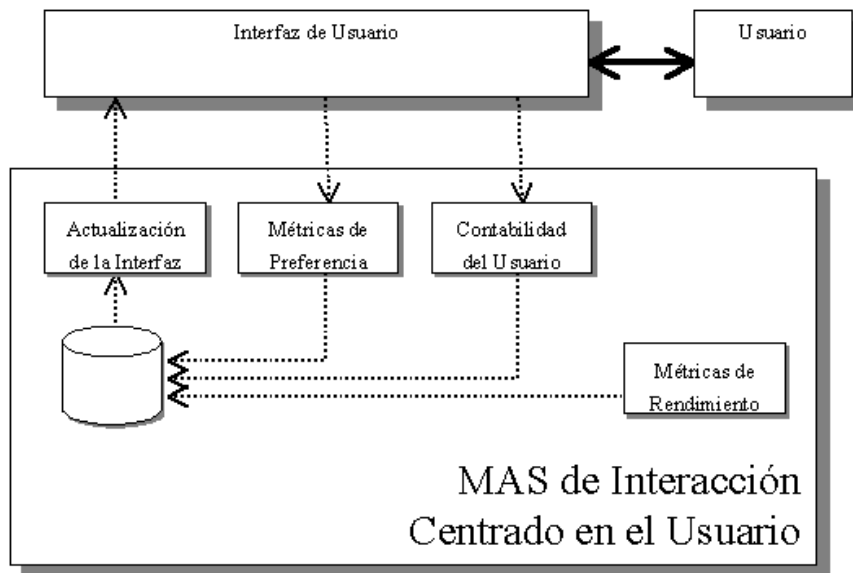 Interfaz de Usuario
Usuario
Actualización
de la Interfaz
Métricas de
Preferencia
Contabilidad
del Usuario
Métricas de
Rendimiento
MAS de Interacción
Centrado en el Usuario